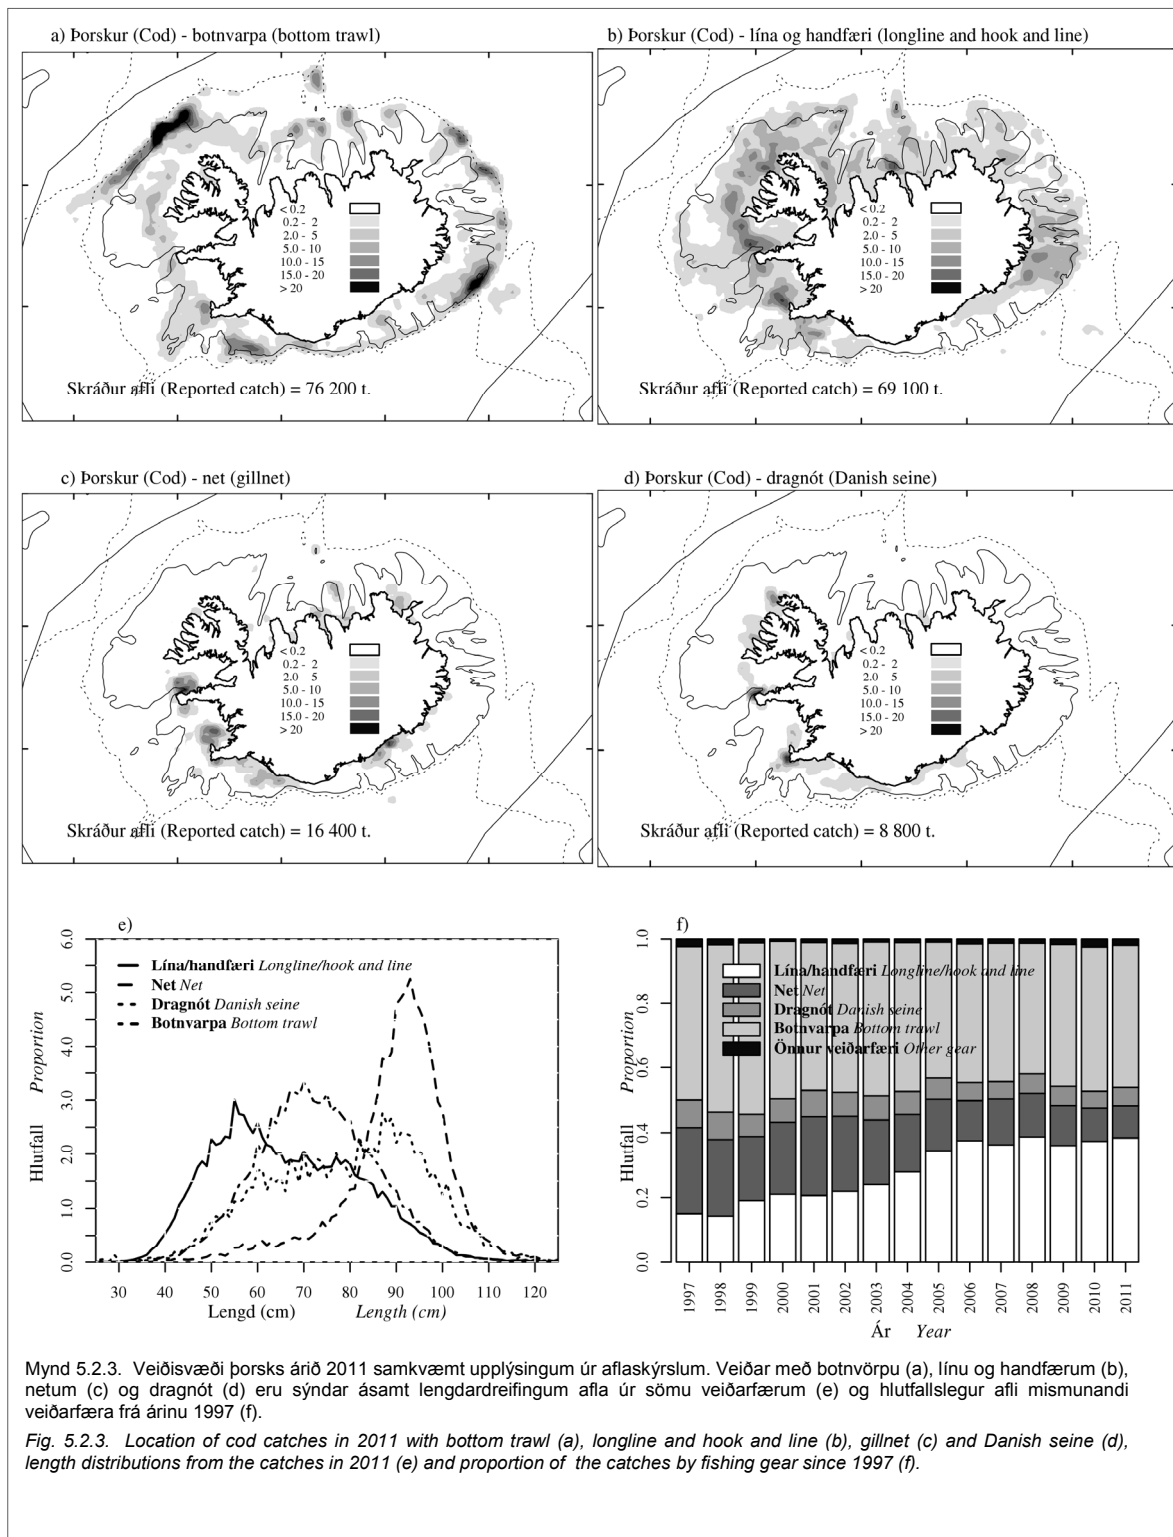 a) Þorskur (Cod) - botnvarpa (bottom trawl)
< 0.2
0.2 - 2
2.0 - 5
5.0 - 10
10.0 - 15
15.0 - 20
> 20
Skráður afli (Reported catch) = 76 200 t.
b) Þorskur (Cod) - lína og handfæri (longline and hook and line)
< 0.2
0.2 - 2
2.0 - 5
5.0 - 10
10.0 - 15
15.0 - 20
> 20
Skráður afli (Reported catch) = 69 100 t.
c) Þorskur (Cod) - net (gillnet)
< 0.2
0.2 - 2
2.0 5
5.0 - 10
10.0 - 15
15.0 - 20
> 20
Skráður afli (Reported catch) = 16 400 t.
d) Þorskur (Cod) - dragnót (Danish seine)
< 0.2
0.2 - 2
2.0 5
5.0 - 10
10.0 - 15
15.0 - 20
> 20
Skráður afli (Reported catch) = 8 800 t.
e)
Hlutfall Proportion
6.0
5.0
4.0
3.0
2.0
1.0
0.0
Lína/handfæri Longline/hook and line
Net Net
Dragnót Danish seine
Botnvarpa Bottom trawl
30 40 50 60 70 80 90 100 110 120
Lengd (cm) Length (cm)
f)
Hlutfall Proportion
1.0
0.8
0.6
0.4
0.2
0.0
Lína/handfæri Longline/hook and line
Net Net
Dragnót Danish seine
Botnvarpa Bottom trawl
Önnur veiðarfæri Other gear
1997 1998 1999 2000 2001 2002 2003 2004 2005 2006 2007 2008 2009 2010 2011
Ár Year
Mynd 5.2.3. Veiðisvæði þorsks árið 2011 samkvæmt upplýsingum úr aflaskýrslum. Veiðar með botnvörpu (a), línu og handfærum (b),
netum (c) og dragnót (d) eru sýndar ásamt lengdardreifingum afla úr sömu veiðarfærum (e) og hlutfallslegur afli mismunandi
veiðarfæra frá árinu 1997 (f).
Fig. 5.2.3. Location of cod catches in 2011 with bottom trawl (a), longline and hook and line (b), gillnet (c) and Danish seine (d),
length distributions from the catches in 2011 (e) and proportion of the catches by fishing gear since 1997 (f).